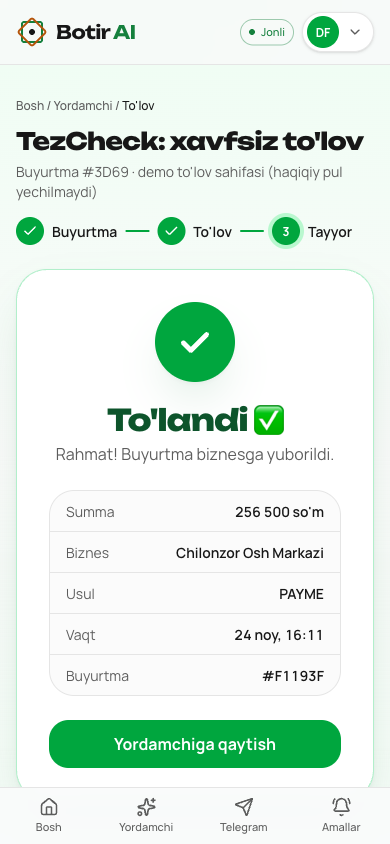 Botir AI
Jonli
DF
Bosh / Yordamchi / To'lov
TezCheck: xavfsiz to'lov
Buyurtma #3D69 · demo to'lov sahifasi (haqiqiy pul
yechilmaydi)
Buyurtma
To'lov
3 Tayyor
To'landi ✅
Rahmat! Buyurtma biznesga yuborildi.
Summa 256 500 so'm
Biznes Chilonzor Osh Markazi
Usul PAYME
Vaqt 24 noy, 16:11
Buyurtma #F1193F
Yordamchiga qaytish
Bosh Yordamchi Telegram Amallar